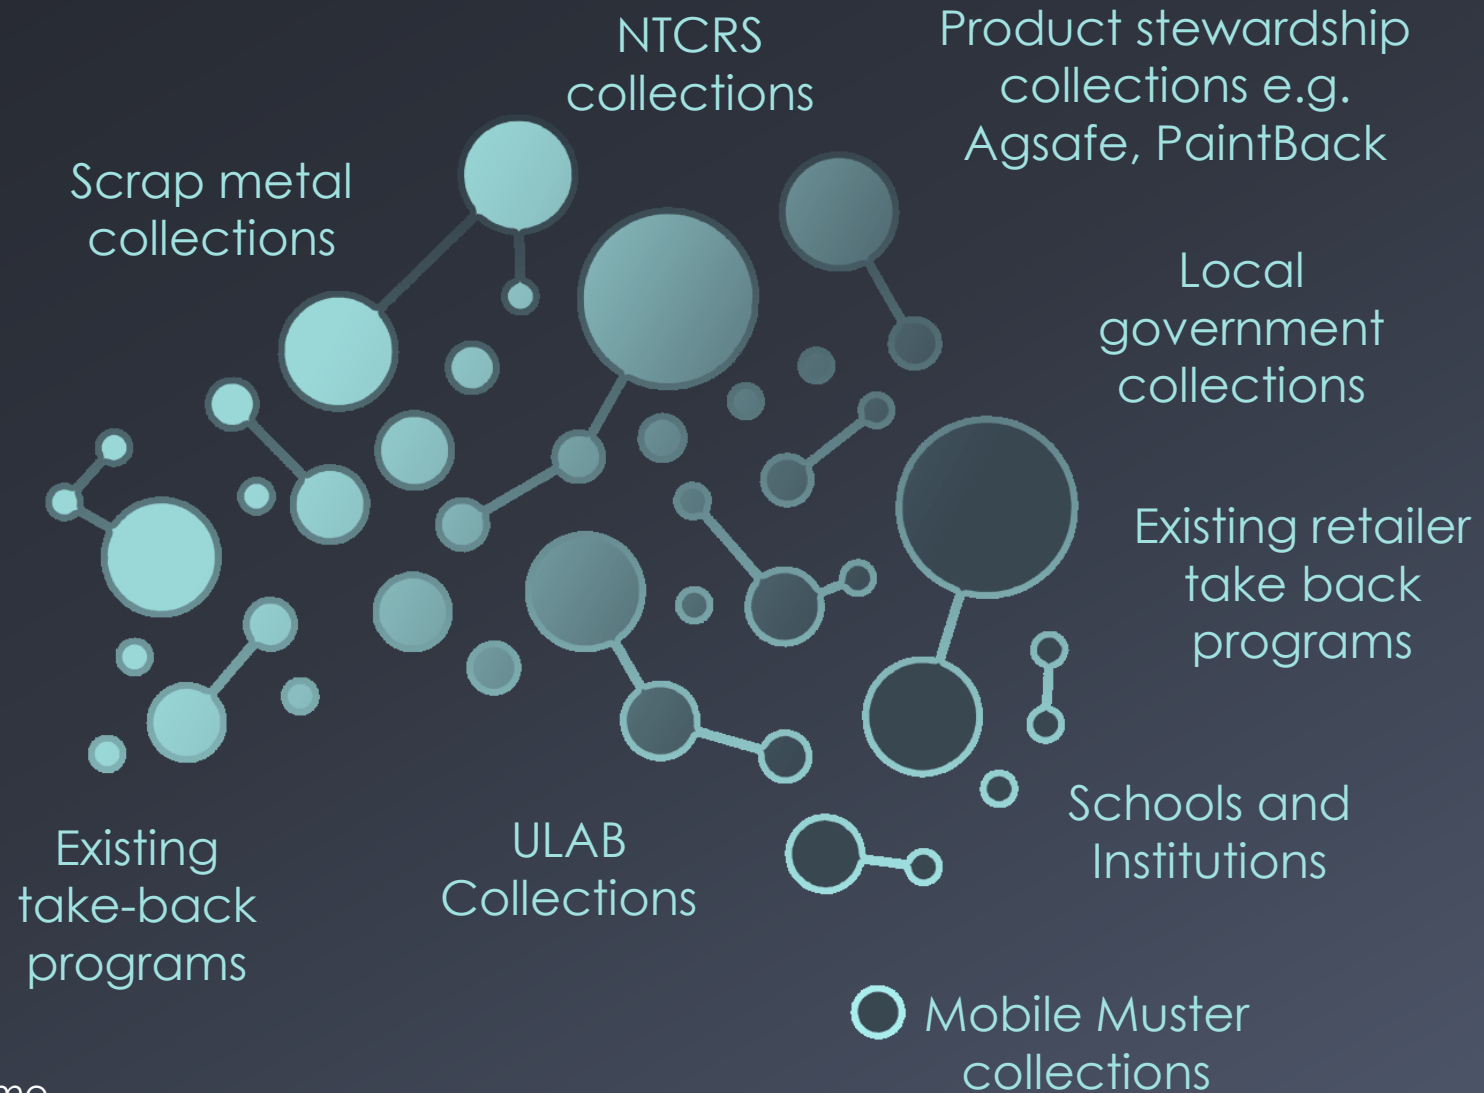 NTCRS
collections
Product stewardship
collections e.g.
Agsafe, PaintBack
Scrap metal
collections
Local
government
collections
Existing retailer
take back
programs
Schools and
Institutions
Existing
take-back
programs
ULAB
Collections
Mobile Muster
collections